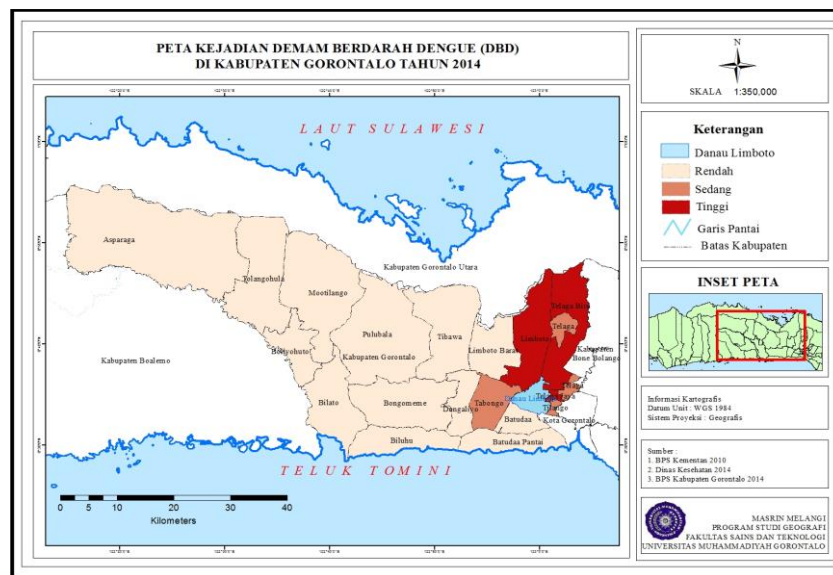 PETA KEJADIAN DEMAM BERDARAH DENGUE (DBD)
DI KABUPATEN GORONTALO TAHUN 2014
N
SKALA 1:350,000
LAUT SULAWESI
Keterangan
Danau Limboto
Rendah
Sedang
Tinggi
Garis Pantai
Batas Kabupaten
Asparaga
Tolangohula
Mootilango
Kabupaten Gorontalo Utara
Telaga Biru
Telaga
Limboto
Pulubala
Tibawa
Limboto Barat
Boliyohuto
Kabupaten Gorontalo
Kabupaten
Bone Bolango
Kabupaten Boalemo
Bilato
Bongomeme
Dangaliyo
Tabongo
Danau
Tilango
Batudaa
Kota Gorontalo
Biluhu
Batudaa Pantai
TELUK TOMINI
0 5 10 20 30 40
Kilometers
INSET PETA
Informasi Kartografis
Datum Unit : WGS 1984
Sistem Proyeksi : Geografis
Sumber :
1. BPS Kementan 2010
2. Dinas Kesehatan 2014
3. BPS Kabupaten Gorontalo 2014
MASRIN MELANGI
PROGRAM STUDI GEOGRAFI
FAKULTAS SAINS DAN TEKNOLOGI
UNIVERSITAS MUHAMMADIYAH GORONTALO